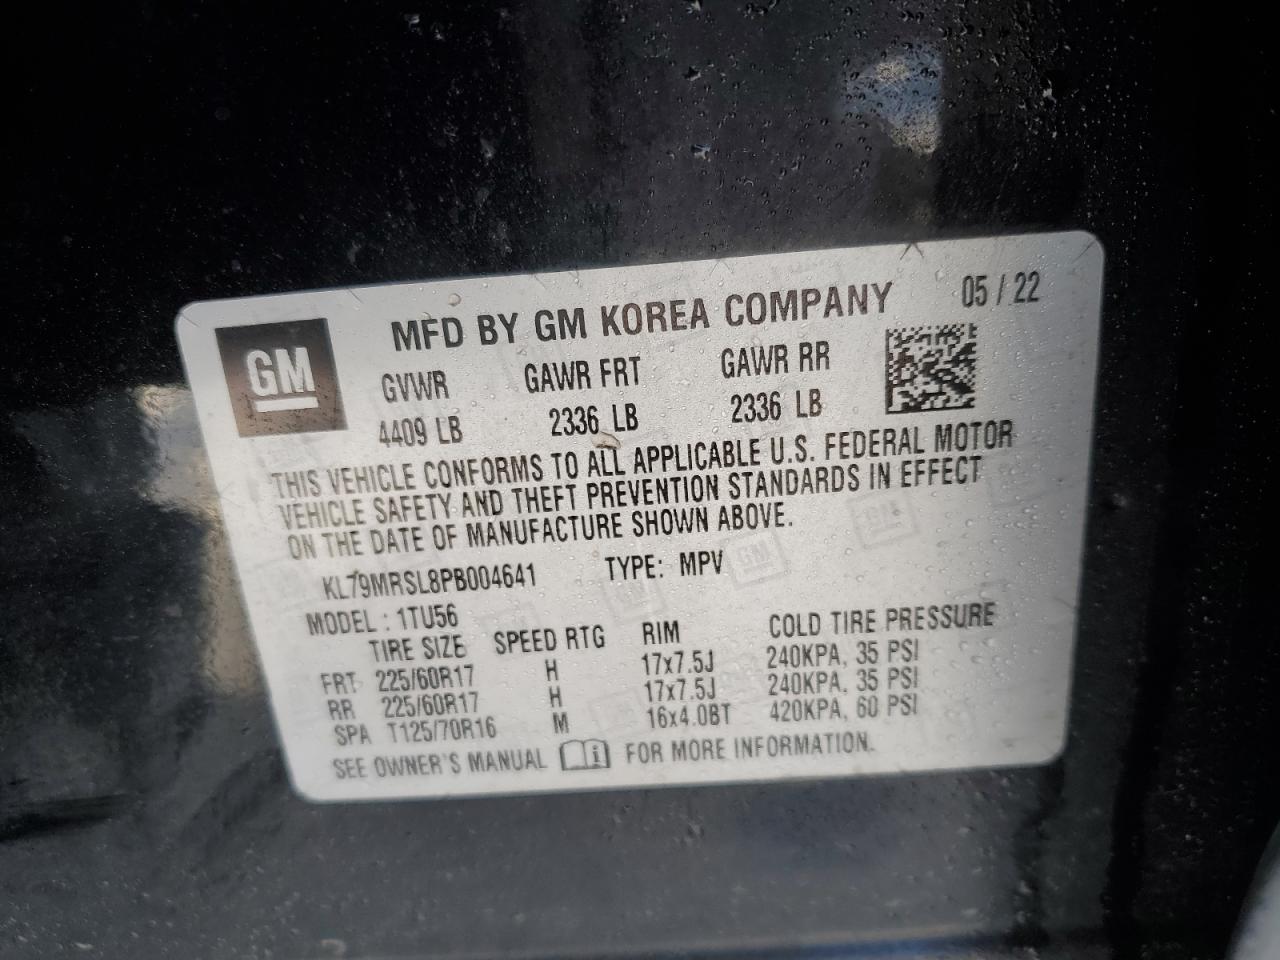 GM
MFD BY GM KOREA COMPANY 05 / 22
GVWR GAWR FRT GAWR RR
4409 LB 2336 LB 2336 LB
THIS VEHICLE CONFORMS TO ALL APPLICABLE U.S. FEDERAL MOTOR
VEHICLE SAFETY AND THEFT PREVENTION STANDARDS IN EFFECT
ON THE DATE OF MANUFACTURE SHOWN ABOVE.
KL79MRSL8PB004641 TYPE: MPV
MODEL : 1TU56
TIRE SIZE SPEED RTG RIM COLD TIRE PRESSURE
FRT 225/60R17 H 17x7.5J 240KPA, 35 PSI
RR 225/60R17 H 17x7.5J 240KPA, 35 PSI
SPA T125/70R16 M 16x4.0BT 420KPA, 60 PSI
SEE OWNER'S MANUAL FOR MORE INFORMATION.